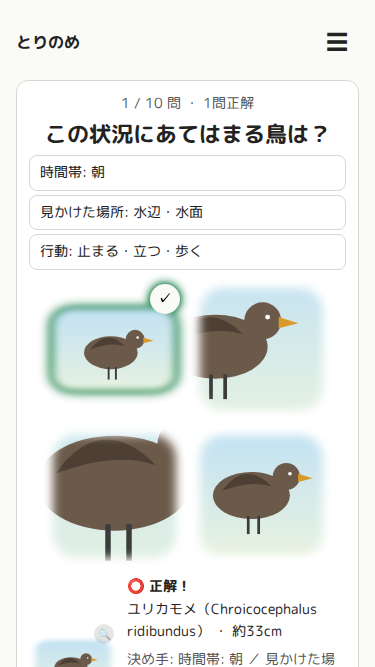 とりのめ
1 / 10 問 ・ 1問正解
この状況にあてはまる鳥は？
時間帯: 朝
見かけた場所: 水辺・水面
行動: 止まる・立つ・歩く
⭕ 正解！
ユリカモメ（Chroicocephalus
ridibundus） ・ 約33cm
決め手: 時間帯: 朝 ／ 見かけた場